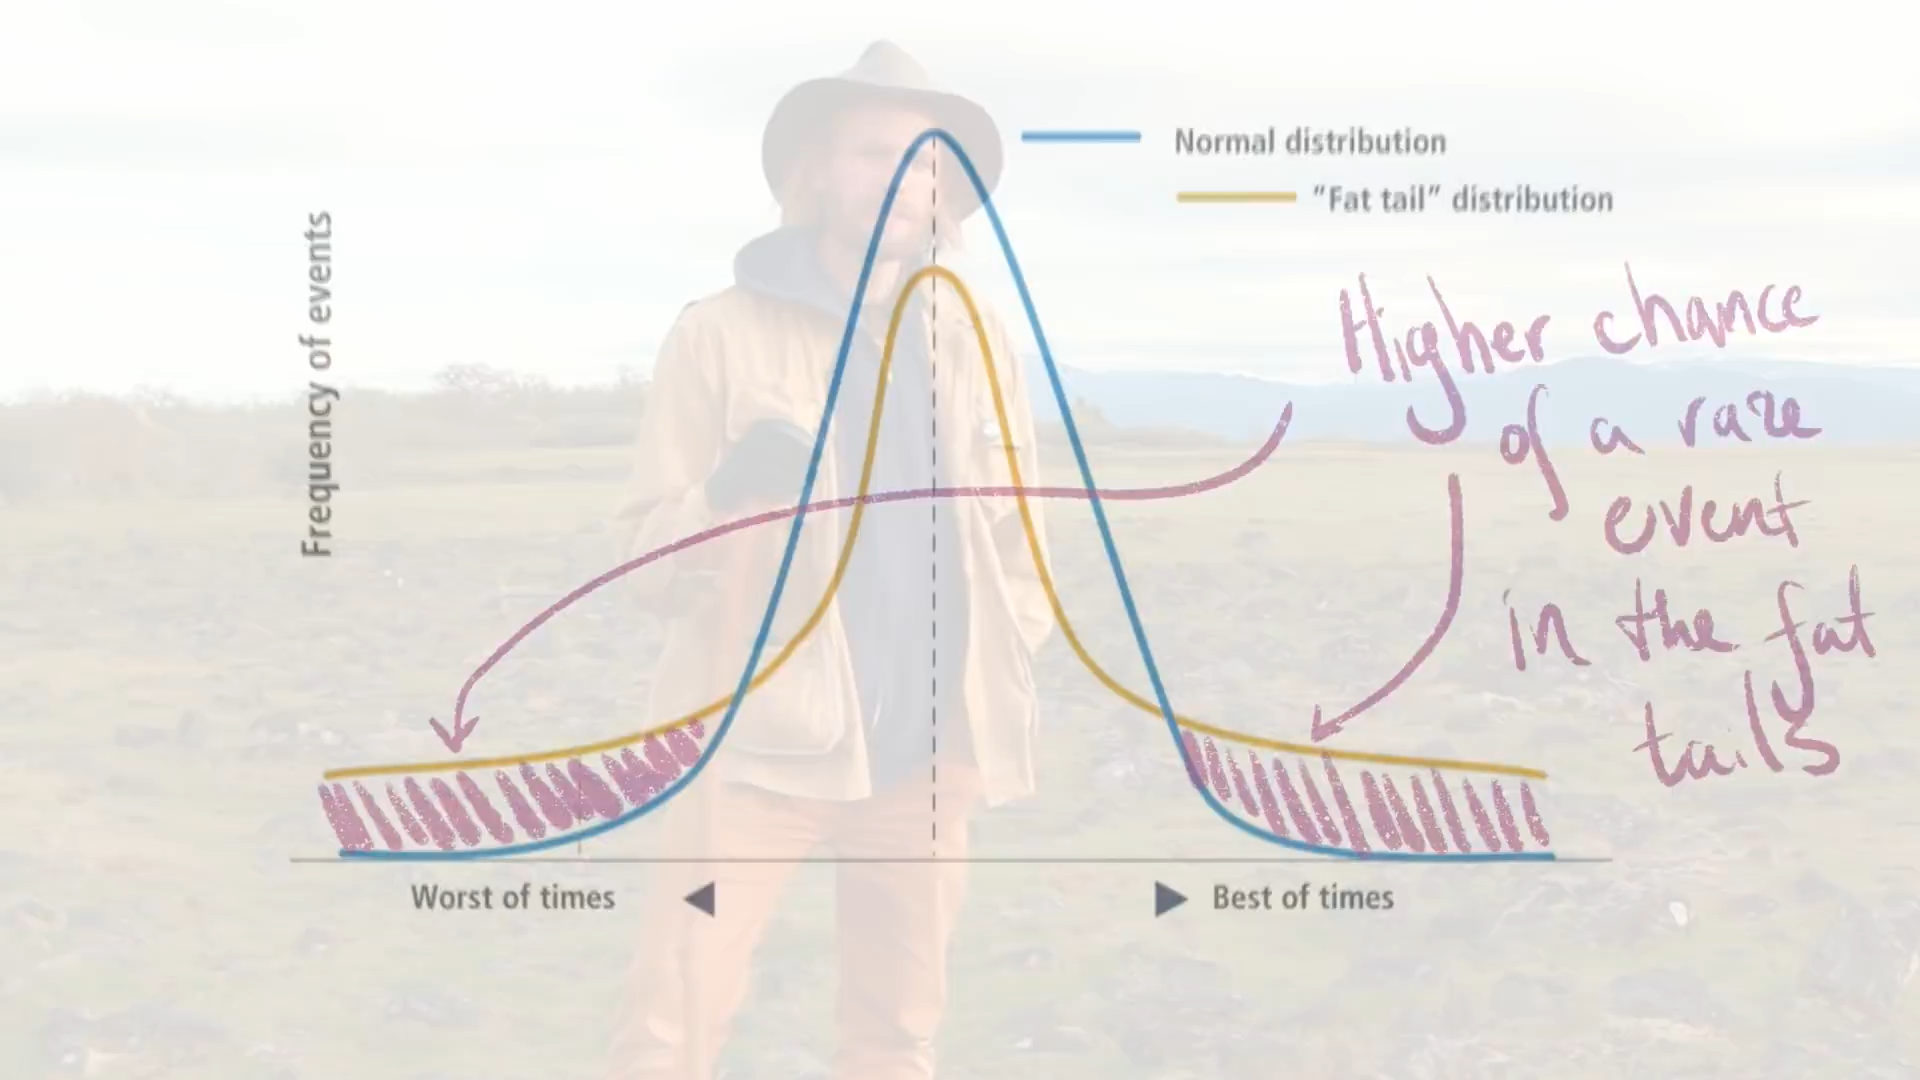 Normal distribution
“Fat tail” distribution
Frequency of events
Higher chance
of a rare
event
in the fat
tails
Worst of times
Best of times